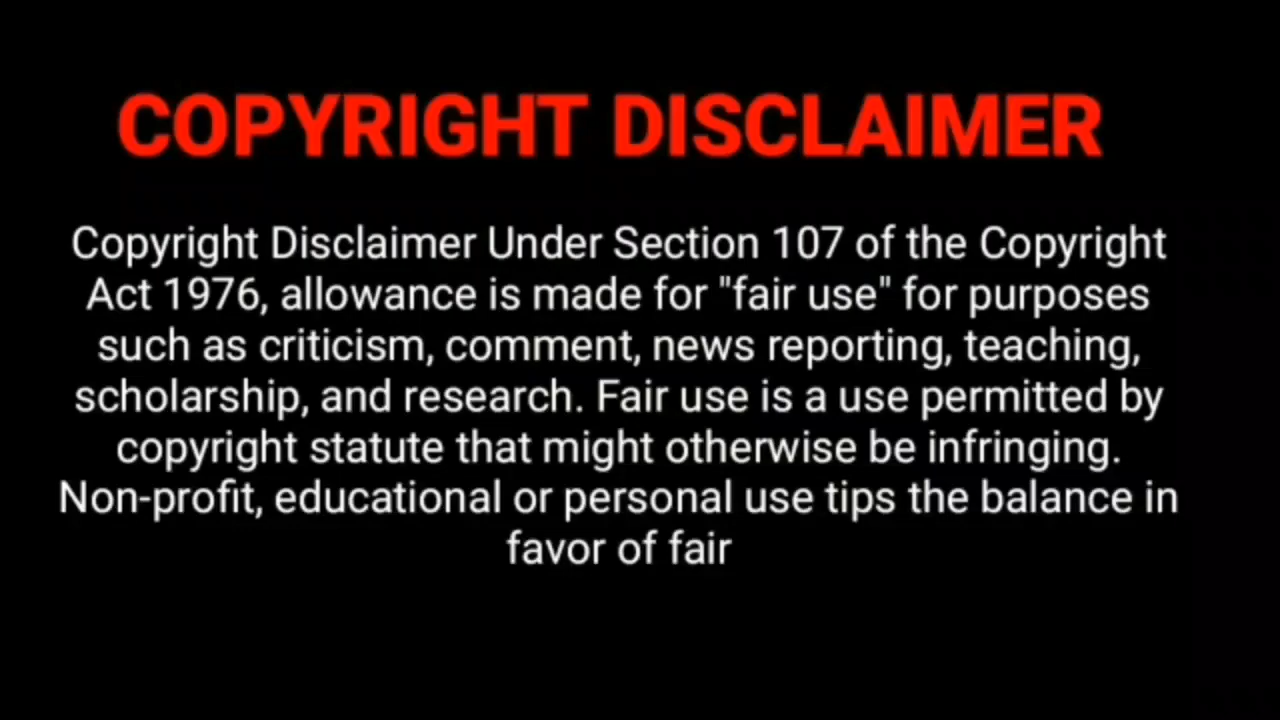 COPYRIGHT DISCLAIMER
Copyright Disclaimer Under Section 107 of the Copyright
Act 1976, allowance is made for "fair use" for purposes
such as criticism, comment, news reporting, teaching,
scholarship, and research. Fair use is a use permitted by
copyright statute that might otherwise be infringing.
Non-profit, educational or personal use tips the balance in
favor of fair